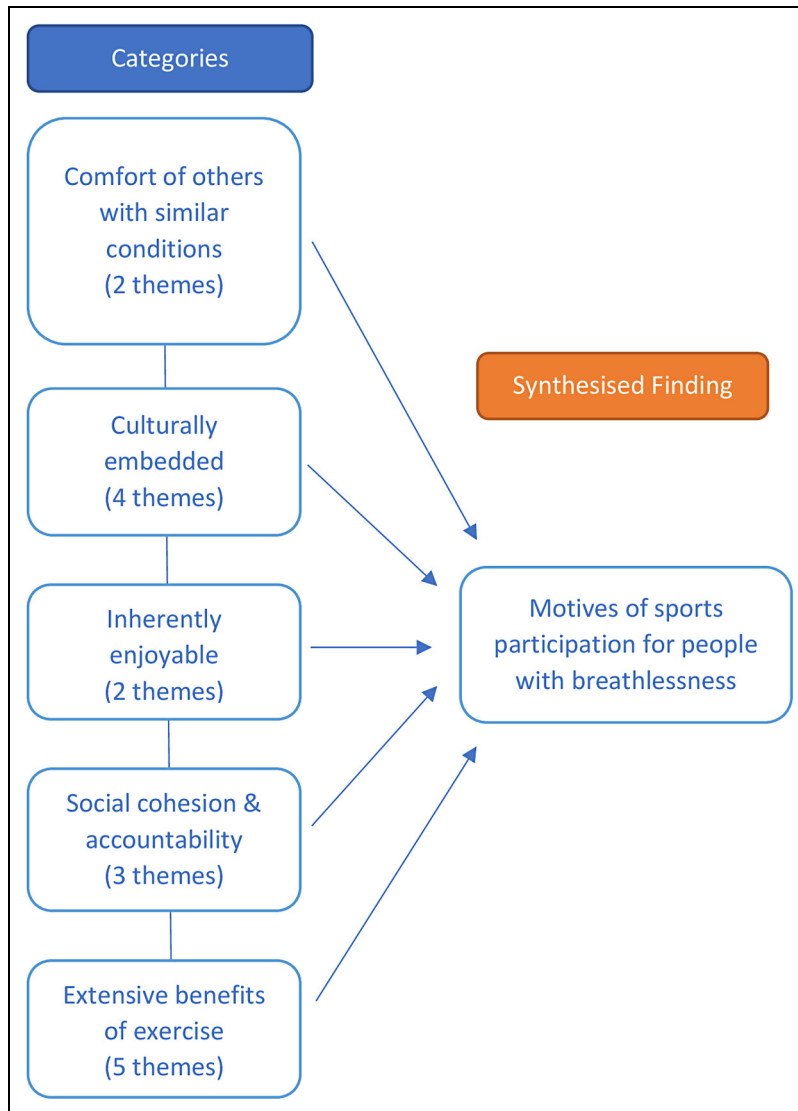 Categories
Comfort of others
with similar
conditions
(2 themes)
Culturally
embedded
(4 themes)
Inherently
enjoyable
(2 themes)
Social cohesion &
accountability
(3 themes)
Extensive benefits
of exercise
(5 themes)
Synthesised Finding
Motives of sports
participation for people
with breathlessness